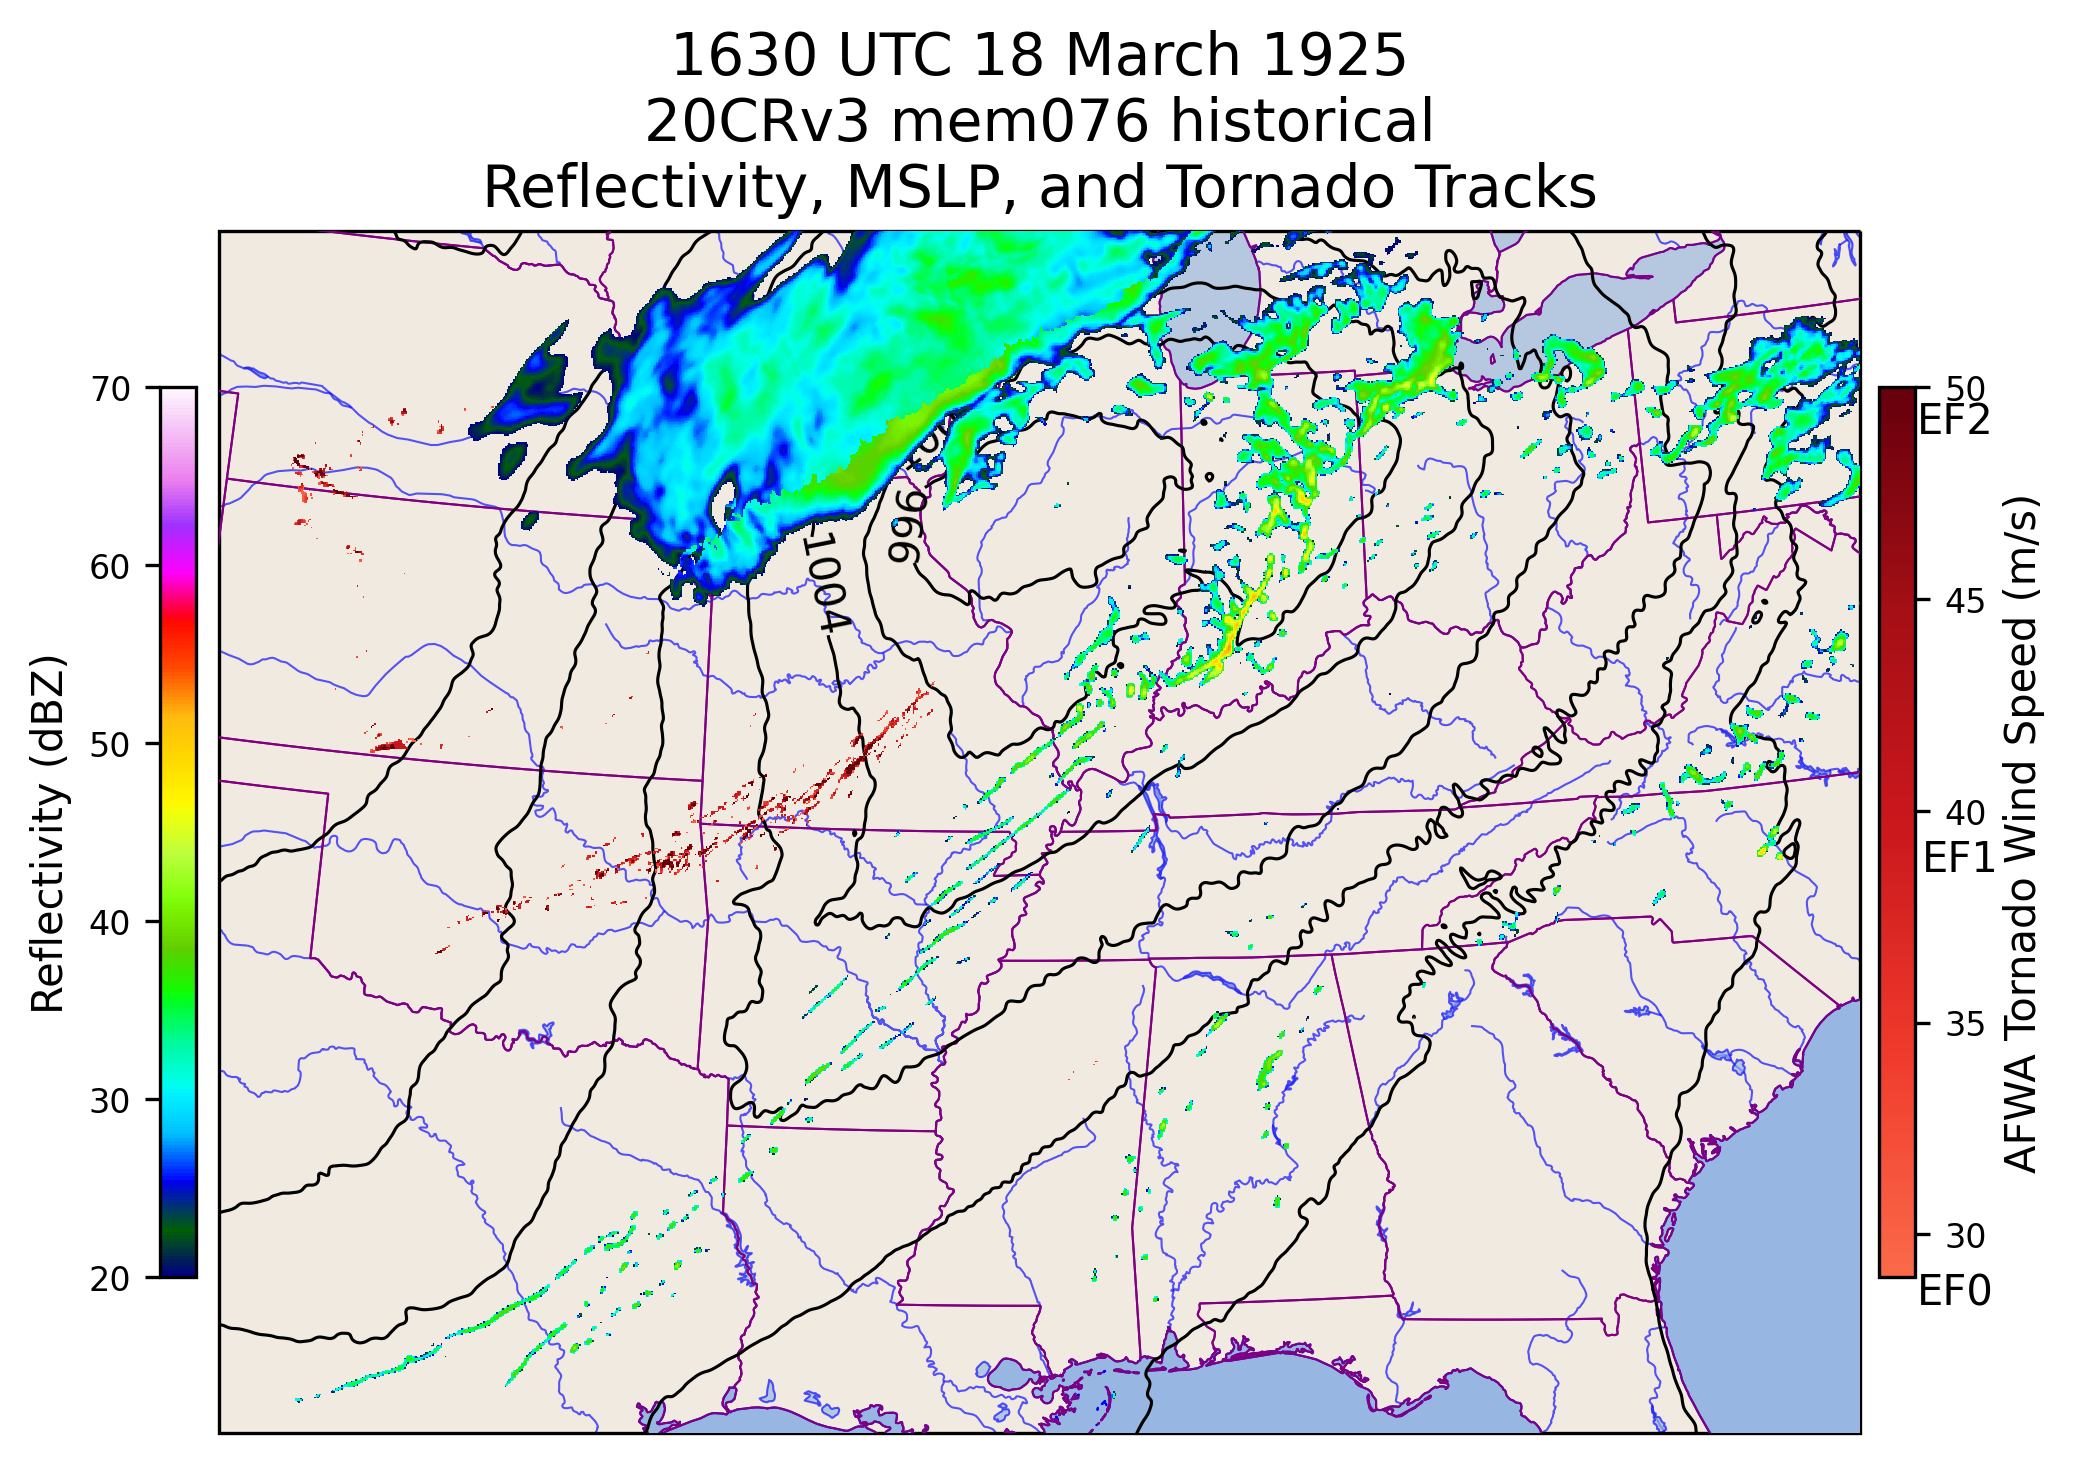 1630 UTC 18 March 1925
20CRv3 mem076 historical
Reflectivity, MSLP, and Tornado Tracks
Reflectivity (dBZ)
70
60
50
40
30
20
996
1004
50
EF2
45
40
EF1
35
30
EF0
AFWA Tornado Wind Speed (m/s)